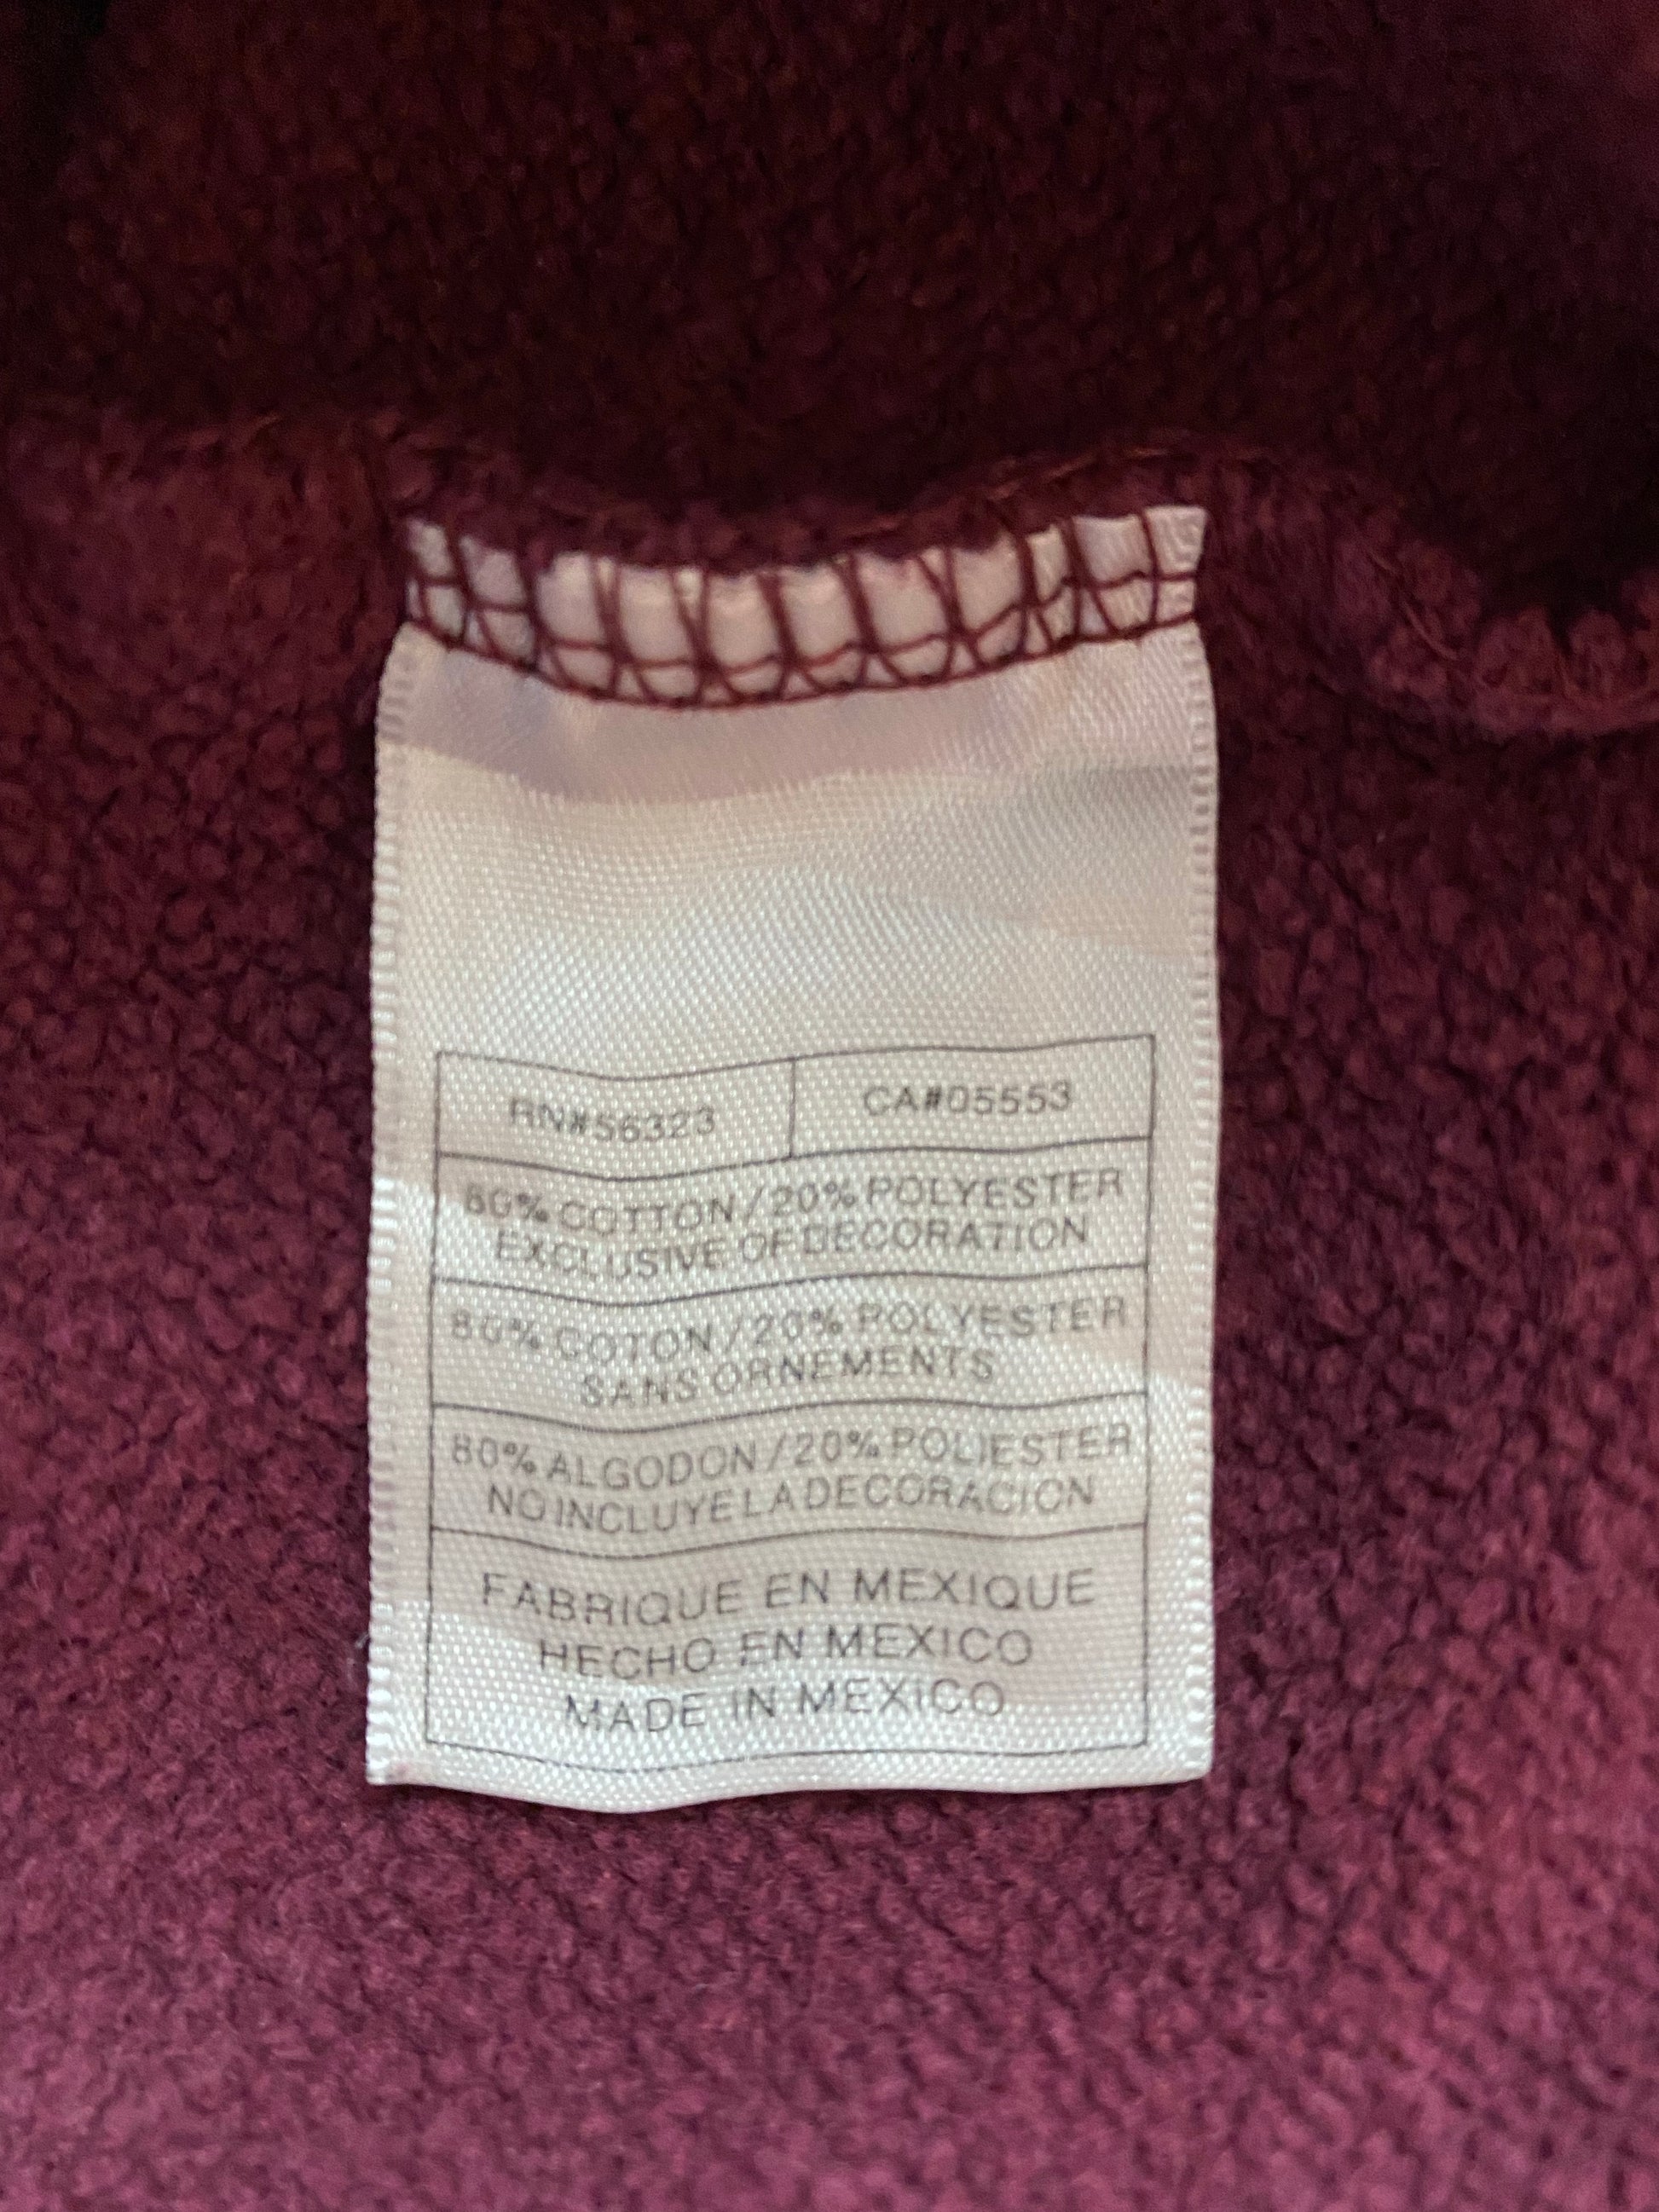 RN#56323 CA#05553
80% COTTON/20% POLYESTER
EXCLUSIVE OF DECORATION
80% COTON/20% POLYESTER
SANS ORNEMENTS
80% ALGODON/20% POLIESTER
NO INCLUYE LA DECORACION
FABRIQUE EN MEXIQUE
HECHO EN MEXICO
MADE IN MEXICO